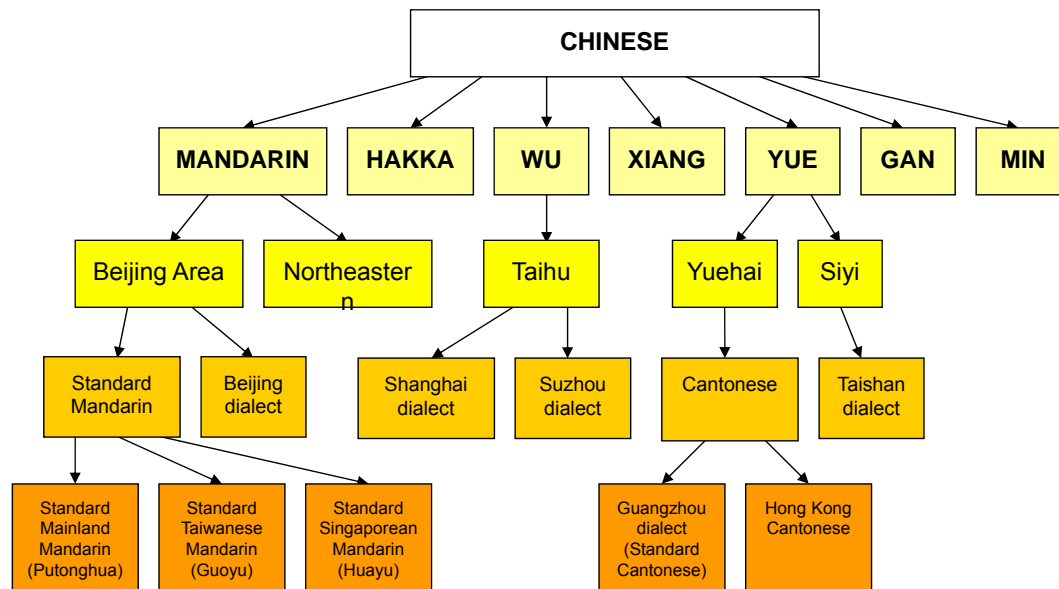 CHINESE
MANDARIN
HAKKA
WU
XIANG
YUE
GAN
MIN
Beijing Area
Northeaster
n
Taihu
Yuehai
Siyi
Standard
Mandarin
Beijing
dialect
Shanghai
dialect
Suzhou
dialect
Cantonese
Taishan
dialect
Standard
Mainland
Mandarin
(Putonghua)
Standard
Taiwanese
Mandarin
(Guoyu)
Standard
Singaporean
Mandarin
(Huayu)
Guangzhou
dialect
(Standard
Cantonese)
Hong Kong
Cantonese